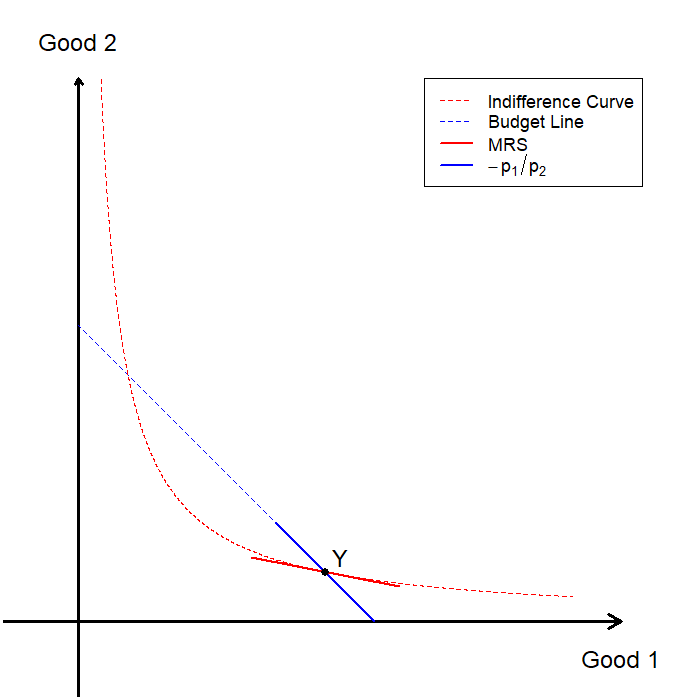 Good 2
Indifference Curve
Budget Line
MRS
−p₁/p₂
Y
Good 1